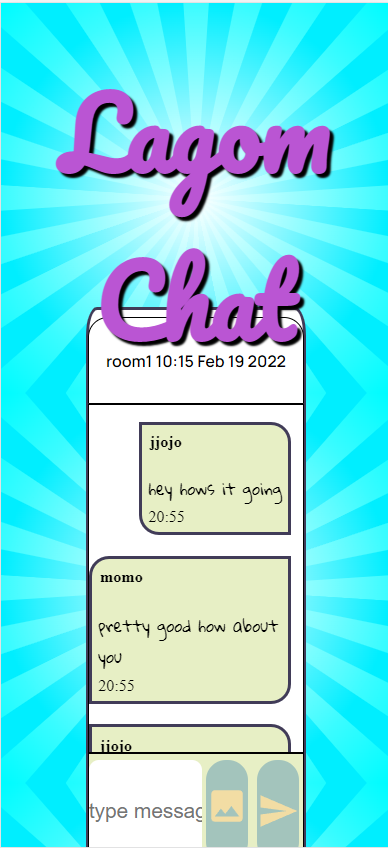 Lagom
Chat
room1 10:15 Feb 19 2022
jjojo
hey hows it going
20:55
momo
pretty good how about
you
20:55
jjojo
type messag